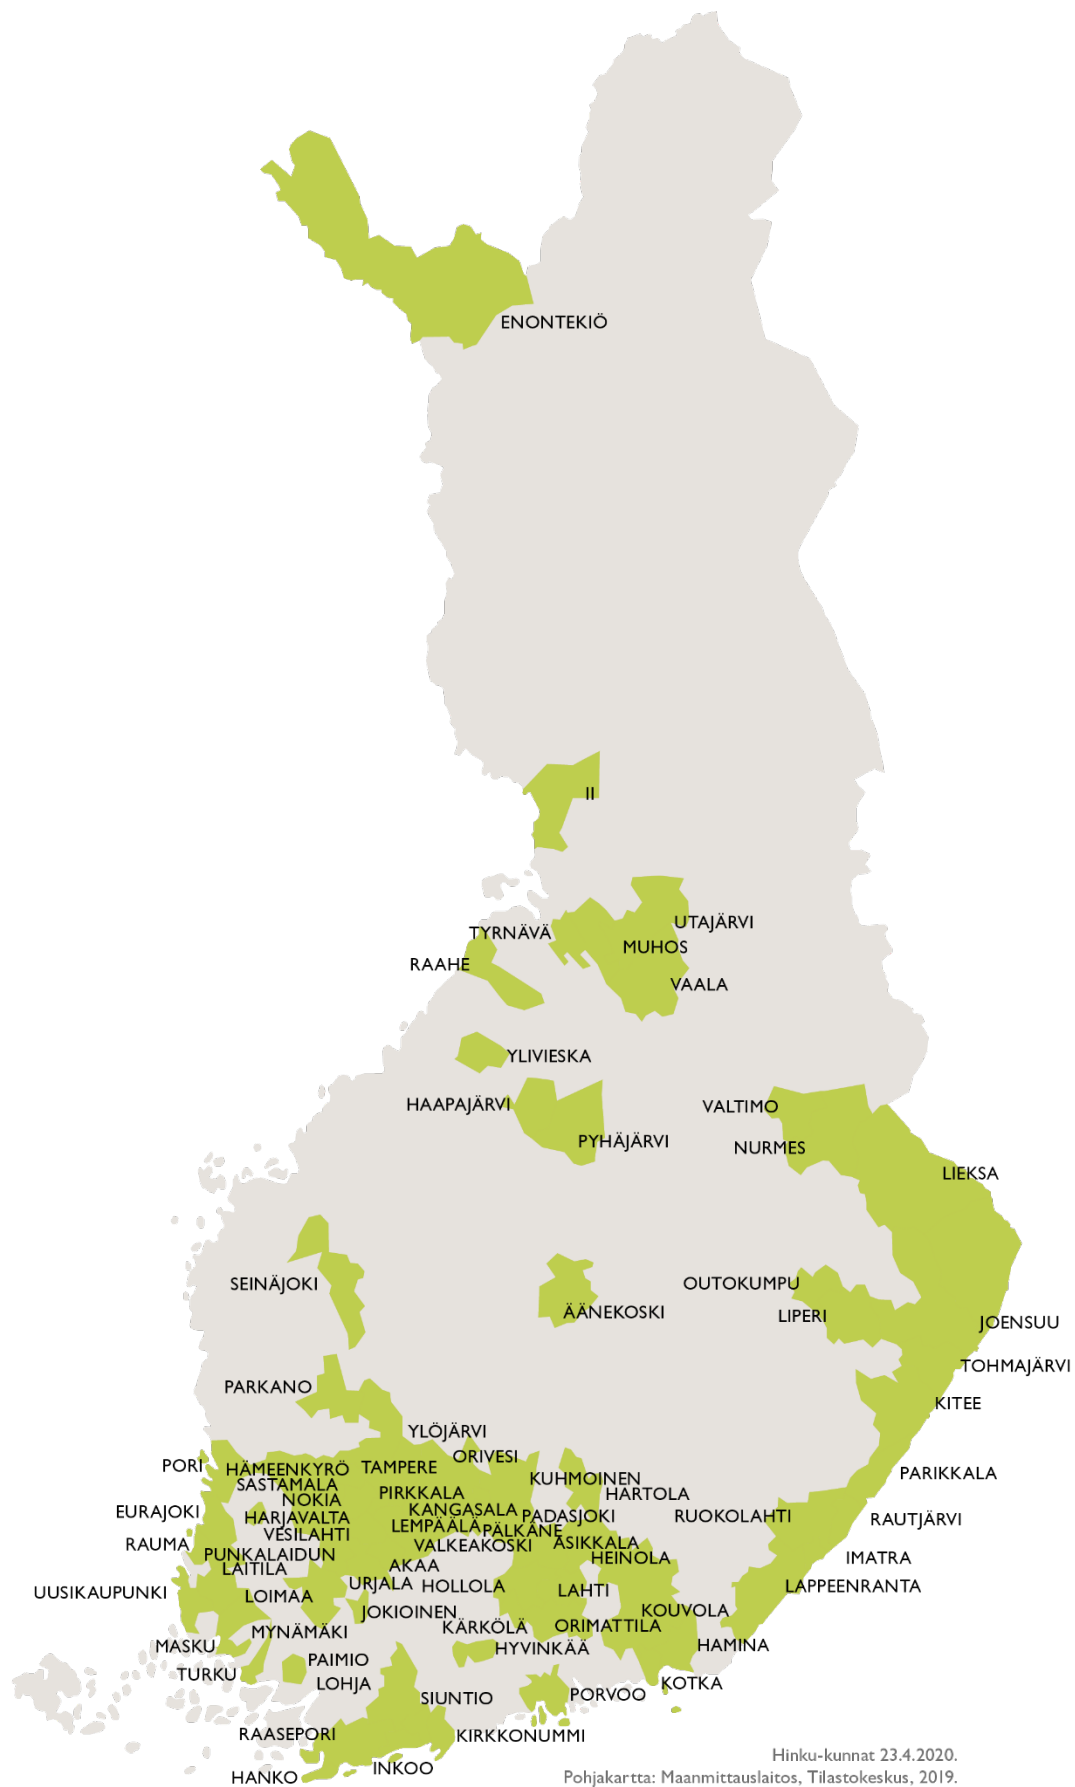 ENONTEKIÖ
II
UTAJÄRVI
TYRNÄVÄ
MUHOS
RAAHE
VAALA
YLIVIESKA
HAAPAJÄRVI
VALTIMO
PYHÄJÄRVI
NURMES
LIEKSA
SEINÄJOKI
OUTOKUMPU
ÄÄNEKOSKI
LIPERI
JOENSUU
TOHMAJÄRVI
PARKANO
KITEE
YLÖJÄRVI
ORIVESI
PORI
HÄMEENKYRÖ
TAMPERE
PARIKKALA
KUHMOINEN
SASTAMALA
PIRKKALA
HARTOLA
NOKIA
KANGASALA
EURAJOKI
HARJAVALTA
PADASJOKI
RUOKOLAHTI
RAUTJÄRVI
LEMPÄÄLÄ
PÄLKÄNE
VESILAHTI
RAUMA
VALKEAKOSKI
ASIKKALA
PUNKALAIDUN
HEINOLA
IMATRA
LAITILA
AKAA
URJALA
HOLLOLA
LAHTI
LAPPEENRANTA
UUSIKAUPUNKI
LOIMAA
JOKIOINEN
KOUVOLA
KÄRKÖLÄ
ORIMATTILA
MYNÄMÄKI
MASKU
HYVINKÄÄ
HAMINA
PAIMIO
TURKU
LOHJA
KOTKA
SIUNTIO
PORVOO
RAASEPORI
KIRKKONUMMI
INKOO
HANKO
Hinku-kunnat 23.4.2020.
Pohjakartta: Maanmittauslaitos, Tilastokeskus, 2019.